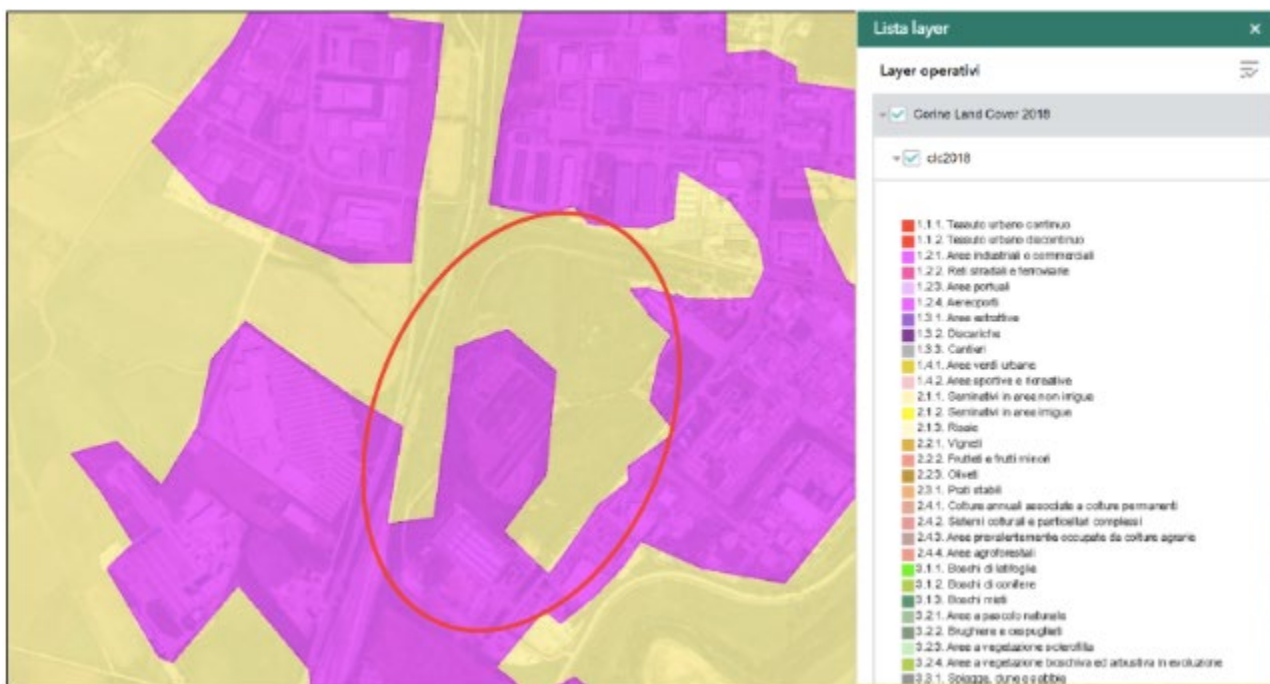 Lista layer
Layer operativi
Corine Land Cover 2018
clc2018
1.1.1. Tessuto urbano continuo
1.1.2. Tessuto urbano discontinuo
1.2.1. Aree industriali o commerciali
1.2.2. Reti stradali e ferroviarie
1.2.3. Aree portuali
1.2.4. Aereoporti
1.3.1. Aree estrattive
1.3.2. Discariche
1.3.3. Cantieri
1.4.1. Aree verdi urbane
1.4.2. Aree sportive e ricreative
2.1.1. Seminativi in aree non irrigue
2.1.2. Seminativi in aree irrigue
2.1.3. Risaie
2.2.1. Vigneti
2.2.2. Frutteti e frutti minori
2.2.3. Oliveti
2.3.1. Prati stabili
2.4.1. Colture annuali associate a colture permanenti
2.4.2. Sistemi colturali e particellari complessi
2.4.3. Aree prevalentemente occupate da colture agrarie
2.4.4. Aree agroforestali
3.1.1. Boschi di latifoglie
3.1.2. Boschi di conifere
3.1.3. Boschi misti
3.2.1. Aree a pascolo naturale
3.2.2. Brughiere e cespuglieti
3.2.3. Aree a vegetazione sclerofilla
3.2.4. Aree a vegetazione boschiva ed arbustiva in evoluzione
3.3.1. Spiagge, dune e sabbie